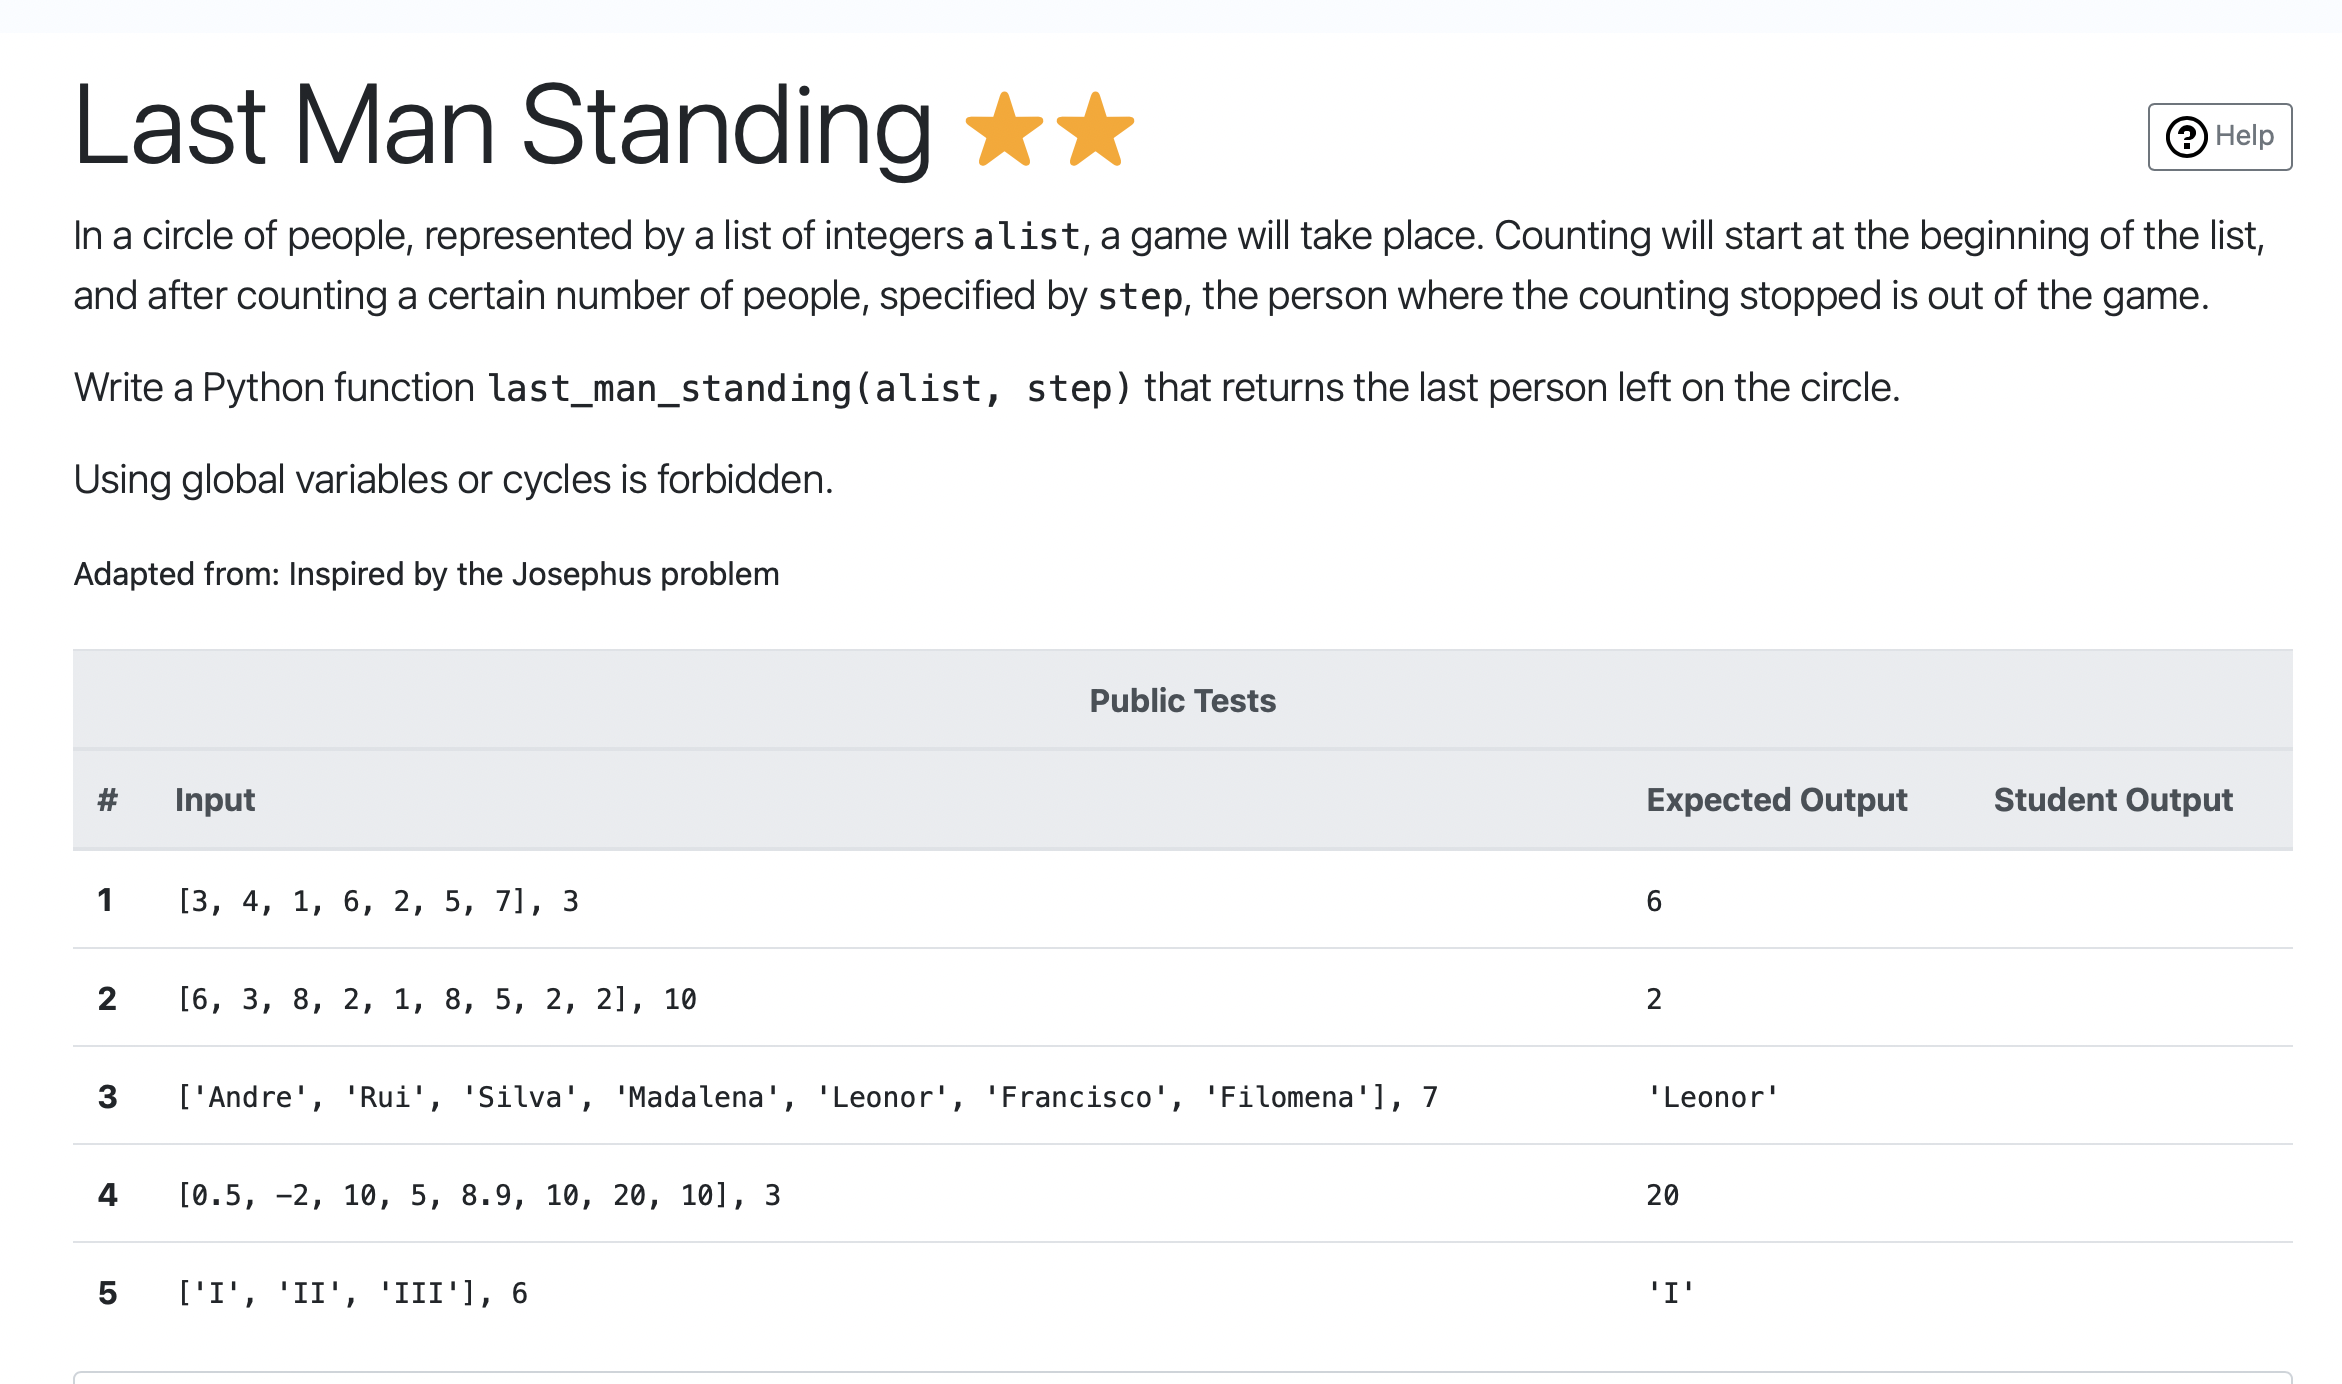 Last Man Standing
Help
In a circle of people, represented by a list of integers alist, a game will take place. Counting will start at the beginning of the list,
and after counting a certain number of people, specified by step, the person where the counting stopped is out of the game.
Write a Python function last_man_standing(alist, step) that returns the last person left on the circle.
Using global variables or cycles is forbidden.
Adapted from: Inspired by the Josephus problem
Public Tests
# Input Expected Output Student Output
1 [3, 4, 1, 6, 2, 5, 7], 3 6
2 [6, 3, 8, 2, 1, 8, 5, 2, 2], 10 2
3 ['Andre', 'Rui', 'Silva', 'Madalena', 'Leonor', 'Francisco', 'Filomena'], 7 'Leonor'
4 [0.5, -2, 10, 5, 8.9, 10, 20, 10], 3 20
5 ['I', 'II', 'III'], 6 'I'